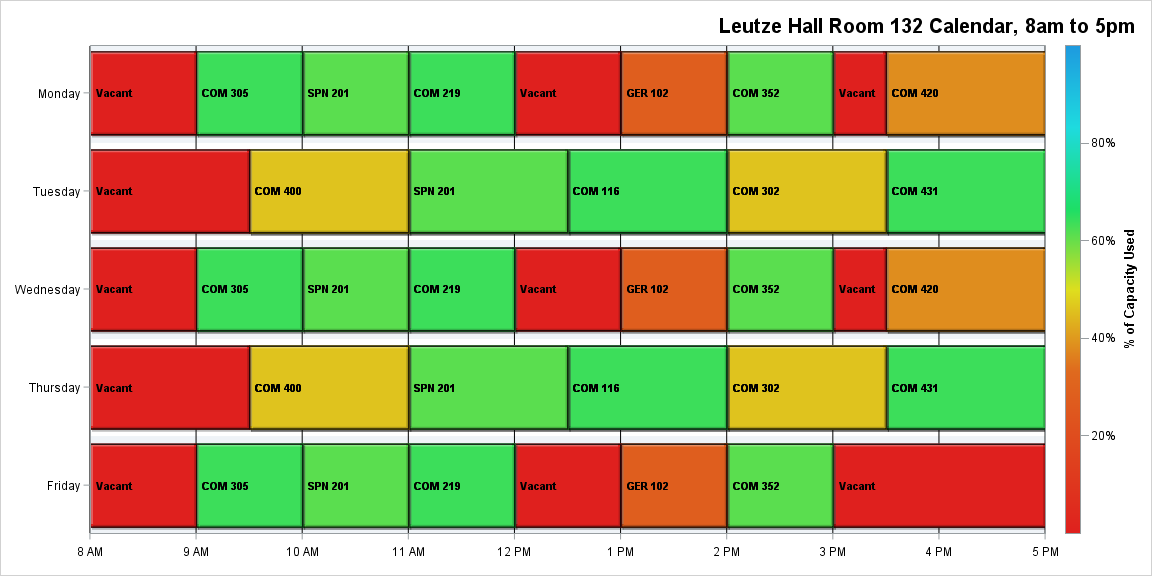 Leutze Hall Room 132 Calendar, 8am to 5pm
Monday Vacant COM 305 SPN 201 COM 219 Vacant GER 102 COM 352 Vacant COM 420
80%
Tuesday Vacant COM 400 SPN 201 COM 116 COM 302 COM 431
60%
Wednesday Vacant COM 305 SPN 201 COM 219 Vacant GER 102 COM 352 Vacant COM 420
% of Capacity Used
40%
Thursday Vacant COM 400 SPN 201 COM 116 COM 302 COM 431
20%
Friday Vacant COM 305 SPN 201 COM 219 Vacant GER 102 COM 352 Vacant
8 AM 9 AM 10 AM 11 AM 12 PM 1 PM 2 PM 3 PM 4 PM 5 PM